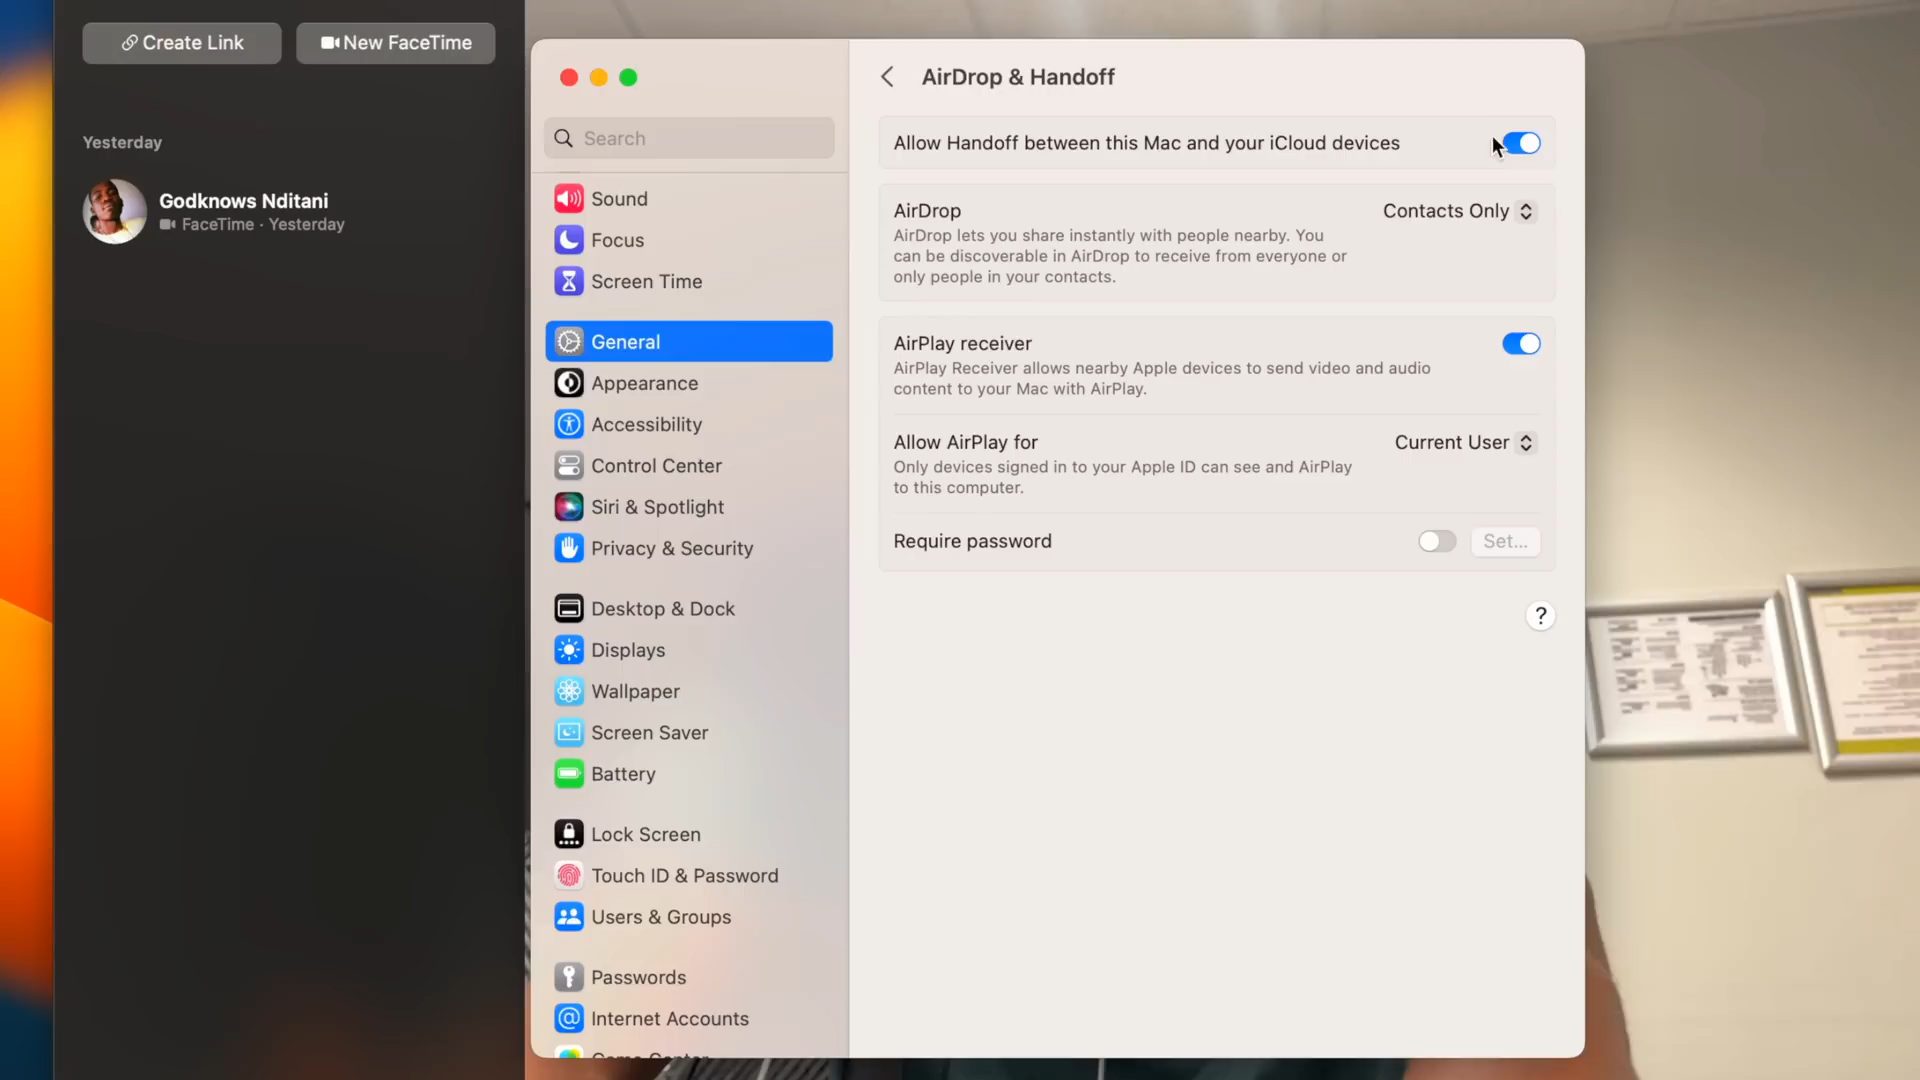 Create Link
New FaceTime
Yesterday
Godknows Nditani
FaceTime · Yesterday
Search
Sound
Focus
Screen Time
General
Appearance
Accessibility
Control Center
Siri & Spotlight
Privacy & Security
Desktop & Dock
Displays
Wallpaper
Screen Saver
Battery
Lock Screen
Touch ID & Password
Users & Groups
Passwords
Internet Accounts
Game Center
AirDrop & Handoff
Allow Handoff between this Mac and your iCloud devices
AirDrop
Contacts Only
AirDrop lets you share instantly with people nearby. You
can be discoverable in AirDrop to receive from everyone or
only people in your contacts.
AirPlay receiver
AirPlay Receiver allows nearby Apple devices to send video and audio
content to your Mac with AirPlay.
Allow AirPlay for
Current User
Only devices signed in to your Apple ID can see and AirPlay
to this computer.
Require password
Set...
?